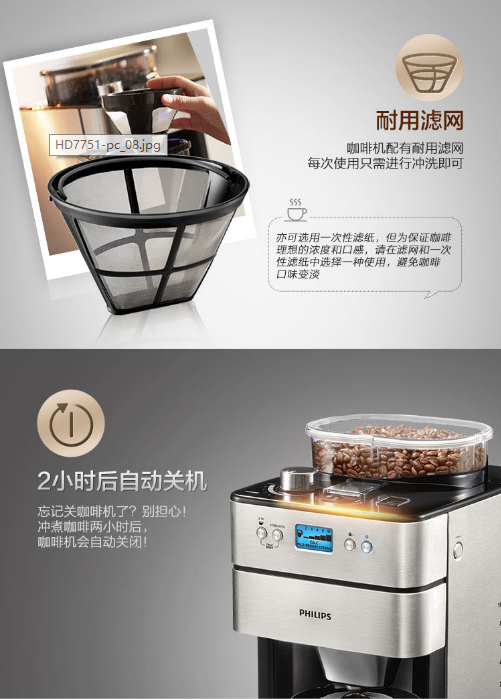 HD7751-pc_08.jpg
耐用滤网
咖啡机配有耐用滤网
每次使用只需进行冲洗即可
亦可选用一次性滤纸，但为保证咖啡
理想的浓度和口感，请在滤网和一次
性滤纸中选择一种使用，避免咖啡
口味变淡
2小时后自动关机
忘记关咖啡机了？别担心！
冲煮咖啡两小时后，
咖啡机会自动关闭！
STRENGTH
PHILIPS